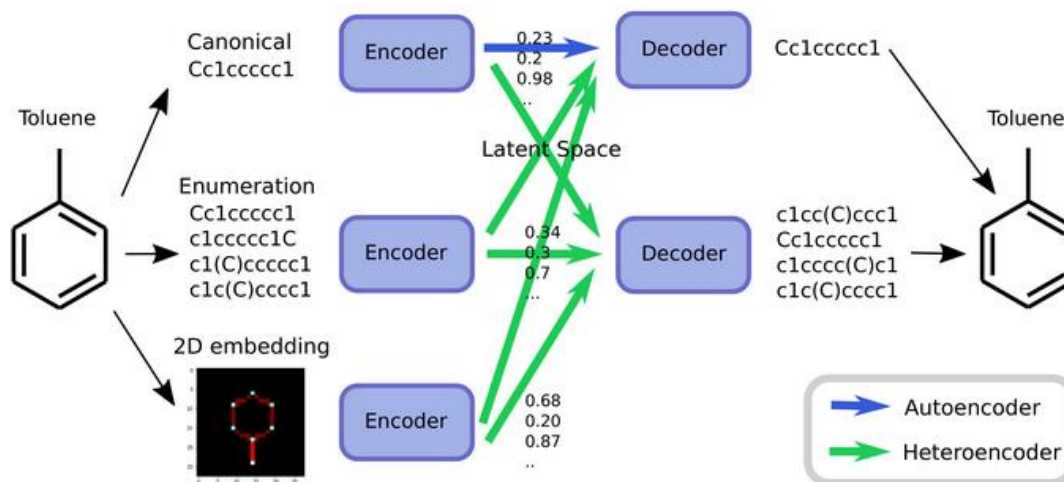 Toluene
Canonical
Cc1ccccc1
Enumeration
Cc1ccccc1
c1ccccc1C
c1(C)ccccc1
c1c(C)cccc1
2D embedding
Encoder
Encoder
Encoder
0.23
0.2
0.98
..
Latent Space
0.34
0.3
0.7
...
0.68
0.20
0.87
..
Decoder
Decoder
Cc1ccccc1
c1cc(C)ccc1
Cc1ccccc1
c1cccc(C)c1
c1c(C)cccc1
Toluene
Autoencoder
Heteroencoder